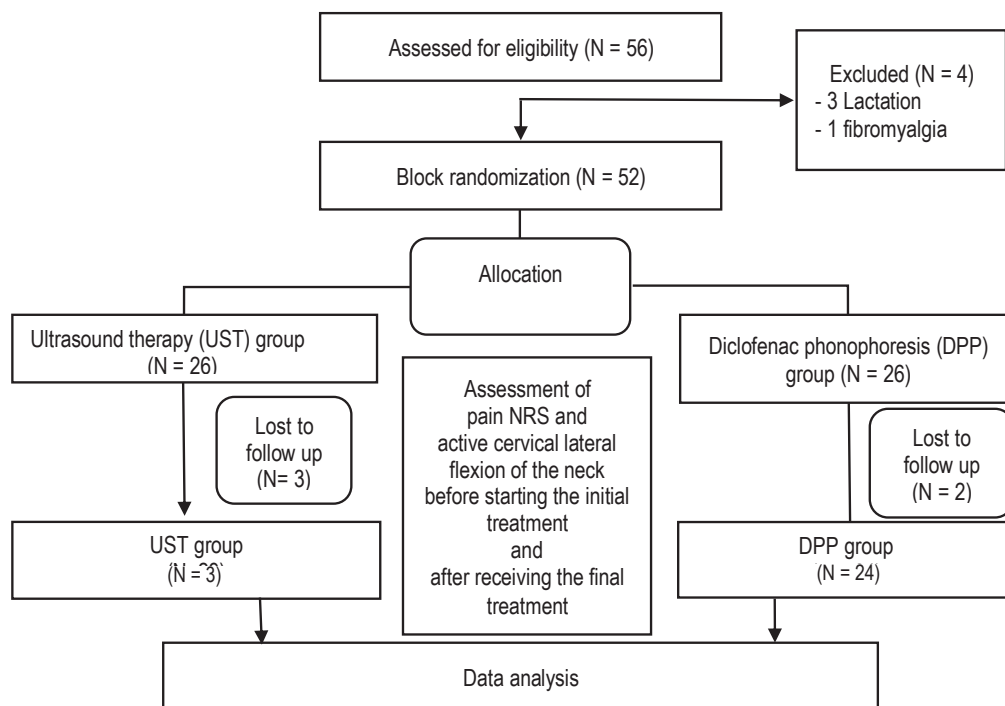 Assessed for eligibility (N = 56)
Excluded (N = 4)
- 3 Lactation
- 1 fibromyalgia
Block randomization (N = 52)
Allocation
Ultrasound therapy (UST) group
(N = 26)
Diclofenac phonophoresis (DPP)
group (N = 26)
Lost to
follow up
(N= 3)
Assessment of
pain NRS and
active cervical lateral
flexion of the neck
before starting the initial
treatment
and
after receiving the final
treatment
Lost to
follow up
(N = 2)
UST group
(N = 3)
DPP group
(N = 24)
Data analysis